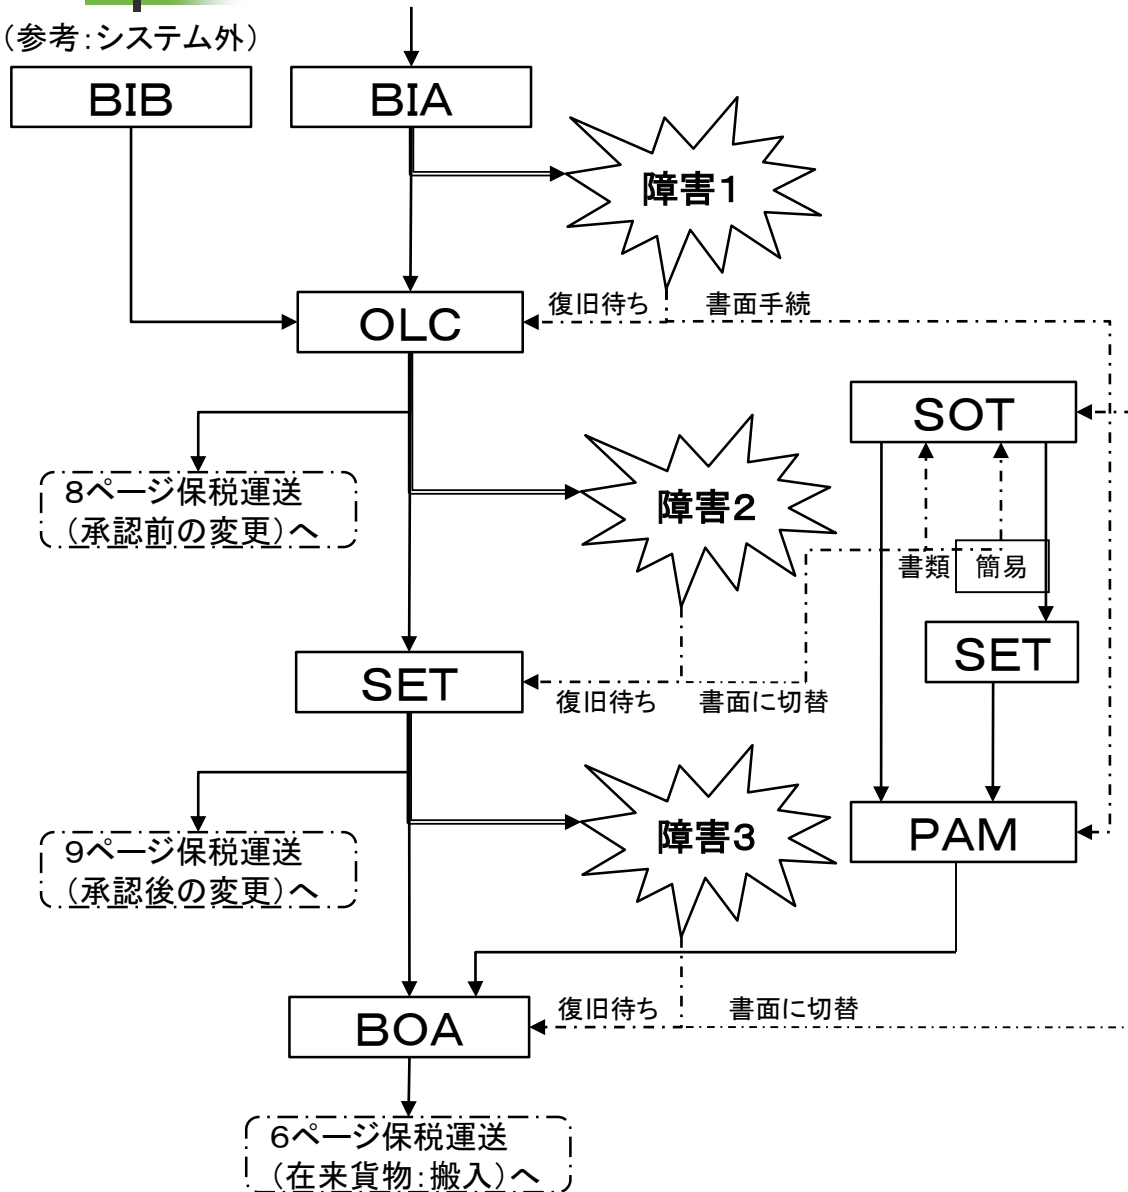 （参考：システム外）
ＢＩＢ
ＢＩＡ
障害１
復旧待ち
書面手続
ＯＬＣ
ＳＯＴ
８ページ保税運送
（承認前の変更）へ
障害２
書類
簡易
ＳＥＴ
ＳＥＴ
復旧待ち
書面に切替
９ページ保税運送
（承認後の変更）へ
障害３
ＰＡＭ
ＢＯＡ
復旧待ち
書面に切替
６ページ保税運送
（在来貨物：搬入）へ